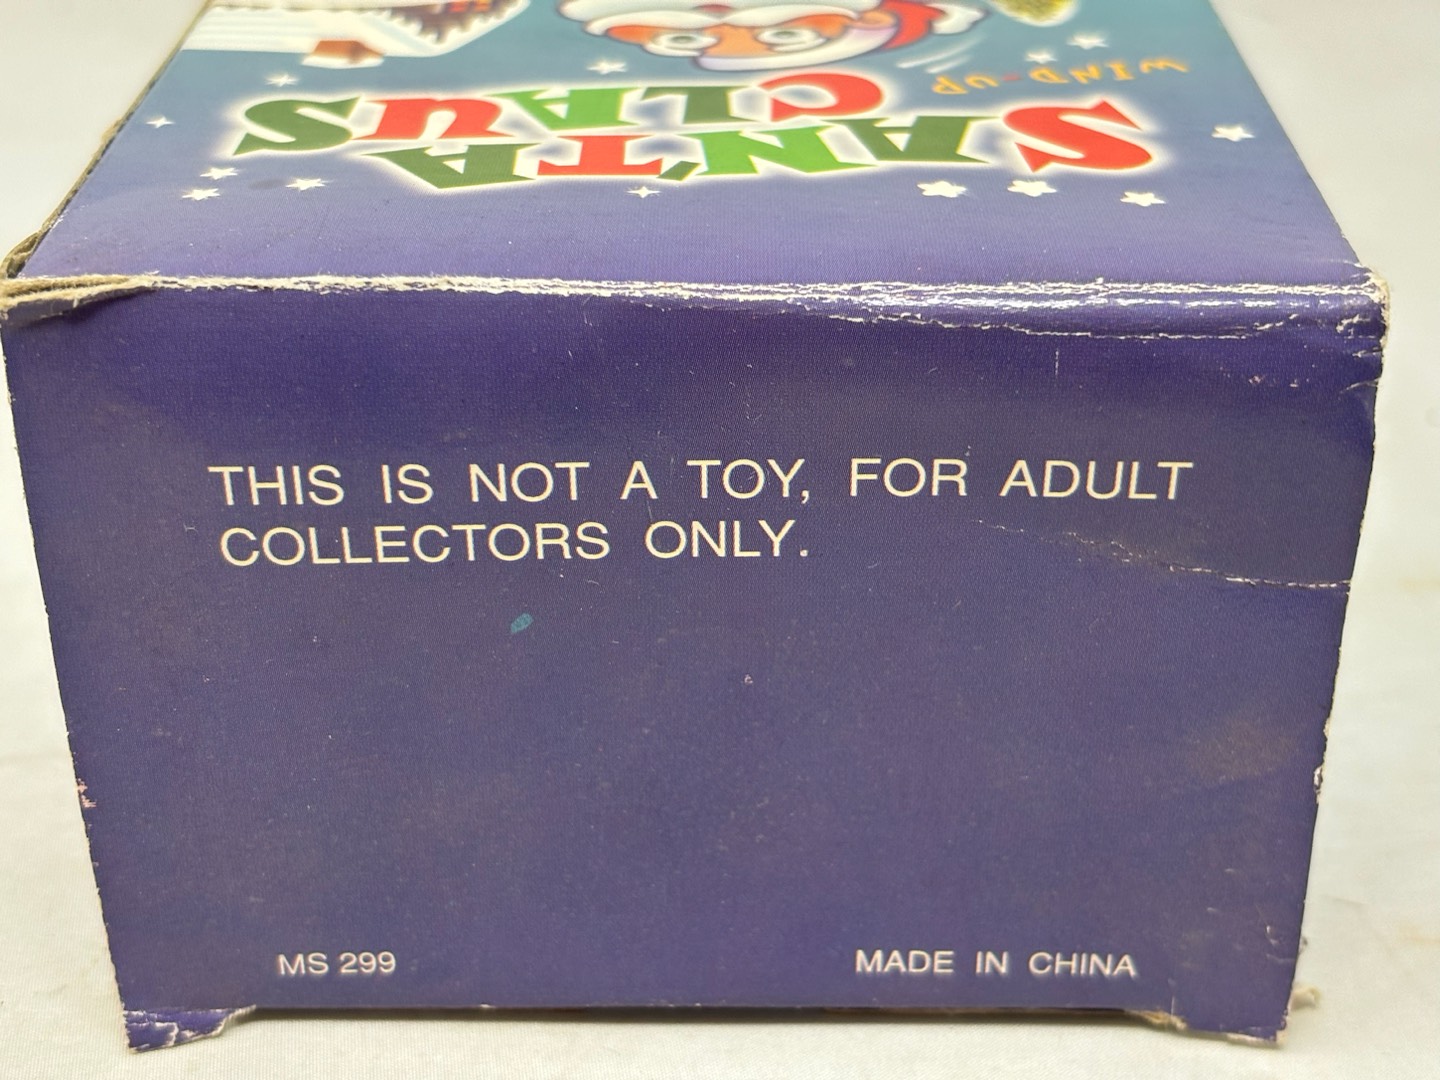 WIND-UP
SANTA
CLAUS
THIS IS NOT A TOY, FOR ADULT
COLLECTORS ONLY.
MS 299
MADE IN CHINA